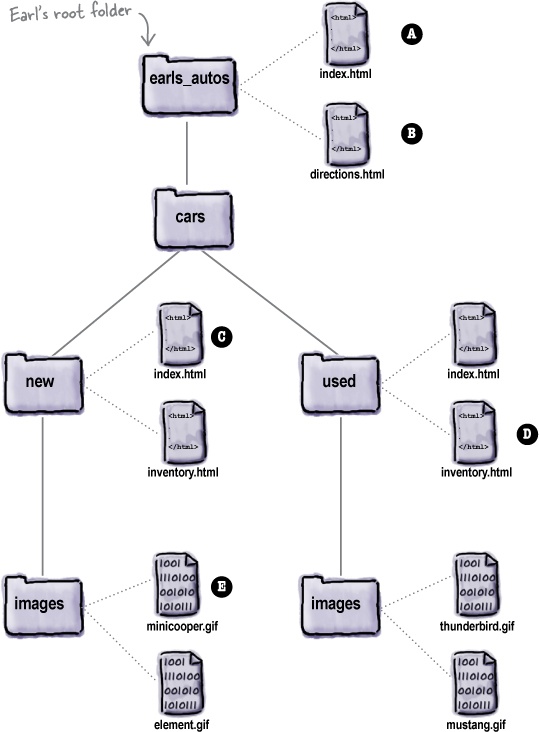 Earl's root folder
earls_autos
<html>
</html>
index.html
A
<html>
</html>
directions.html
B
cars
new
<html>
</html>
index.html
C
<html>
</html>
inventory.html
used
<html>
</html>
index.html
<html>
</html>
inventory.html
D
images
1001
1110100
001010
1010111
minicooper.gif
E
1001
1110100
001010
1010111
element.gif
images
1001
1110100
001010
1010111
thunderbird.gif
1001
1110100
001010
1010111
mustang.gif